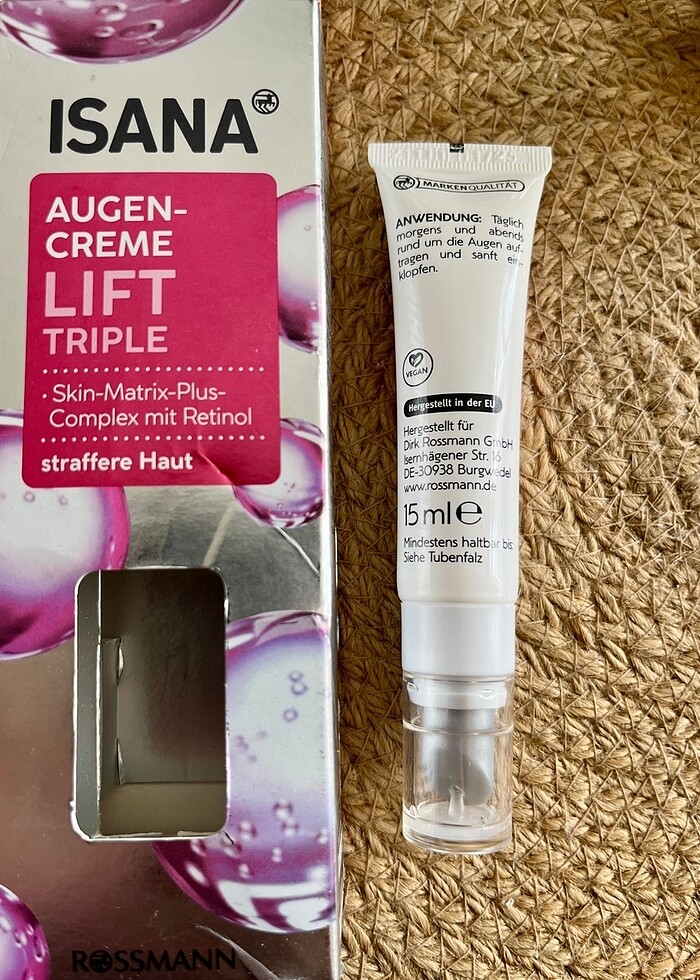 ISANA
AUGEN-
CREME
LIFT
TRIPLE
· Skin-Matrix-Plus-
Complex mit Retinol
straffere Haut
ROSSMANN
MARKENQUALITÄT
ANWENDUNG: Täglich
morgens und abends
rund um die Augen auf-
tragen und sanft ein-
klopfen.
VEGAN
Hergestellt in der EU
Hergestellt für
Dirk Rossmann GmbH
Isernhägener Str. 16
DE-30938 Burgwedel
www.rossmann.de
15 ml ℮
Mindestens haltbar bis:
Siehe Tubenfalz